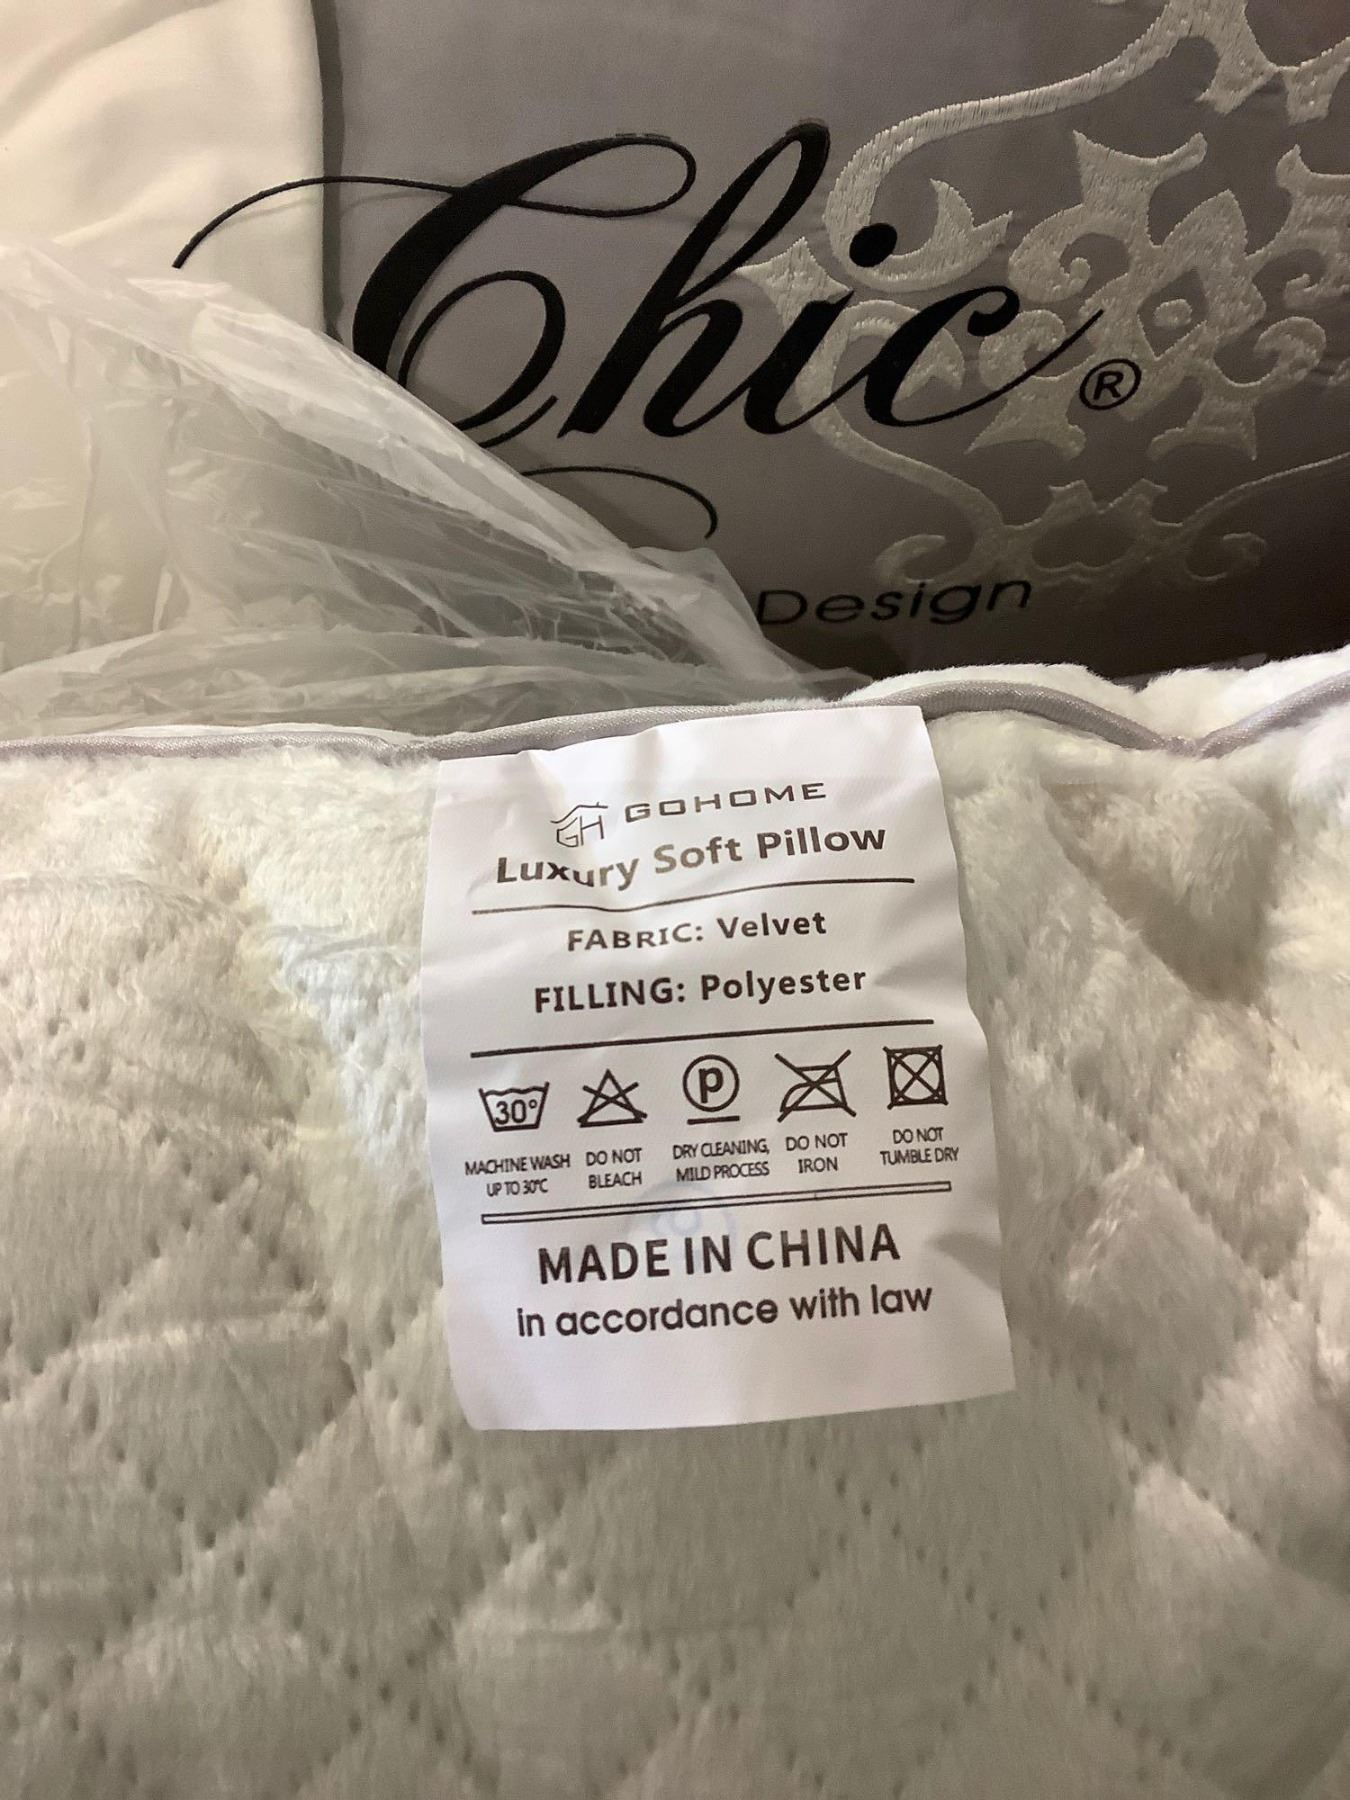 Chic®
Design
GH GOHOME
Luxury Soft Pillow
FABRIC: Velvet
FILLING: Polyester
30°
P
MACHINE WASH UP TO 30°C
DO NOT BLEACH
DRY CLEANING, MILD PROCESS
DO NOT IRON
DO NOT TUMBLE DRY
MADE IN CHINA
in accordance with law